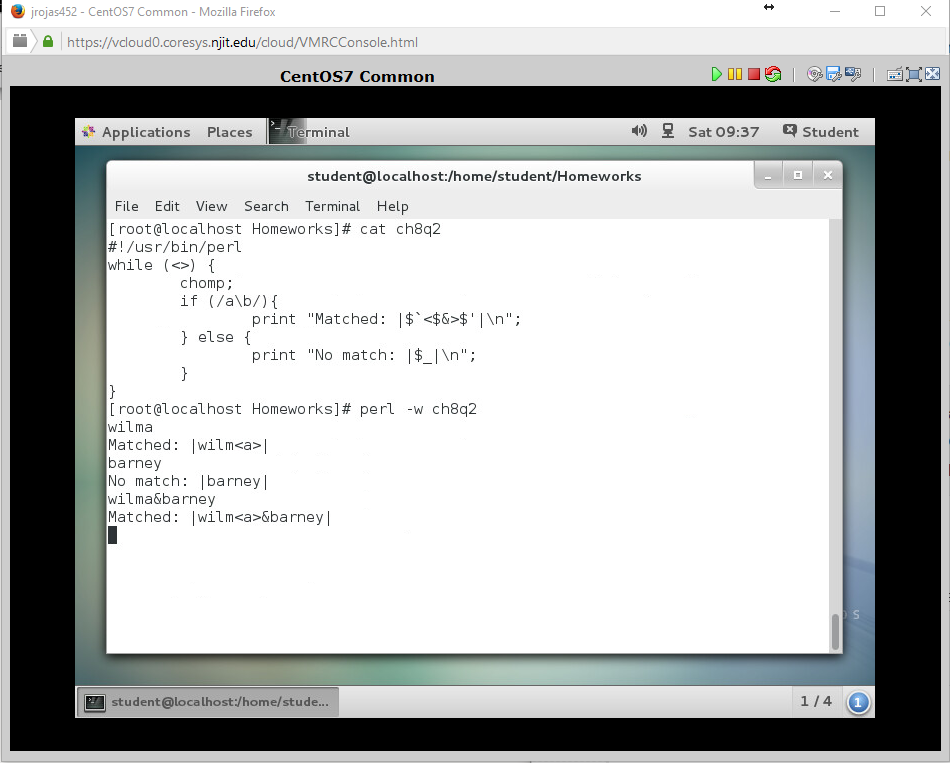 jrojas452 - CentOS7 Common - Mozilla Firefox
https://vcloud0.coresys.njit.edu/cloud/VMRCConsole.html
CentOS7 Common
Applications Places Terminal Sat 09:37 Student
student@localhost:/home/student/Homeworks
File Edit View Search Terminal Help
[root@localhost Homeworks]# cat ch8q2
#!/usr/bin/perl
while (<>) {
        chomp;
        if (/a\b/){
                print "Matched: |$`<$&>$'|\n";
        } else {
                print "No match: |$_|\n";
        }
}
[root@localhost Homeworks]# perl -w ch8q2
wilma
Matched: |wilm<a>|
barney
No match: |barney|
wilma&barney
Matched: |wilm<a>&barney|
student@localhost:/home/stude... 1 / 4 1